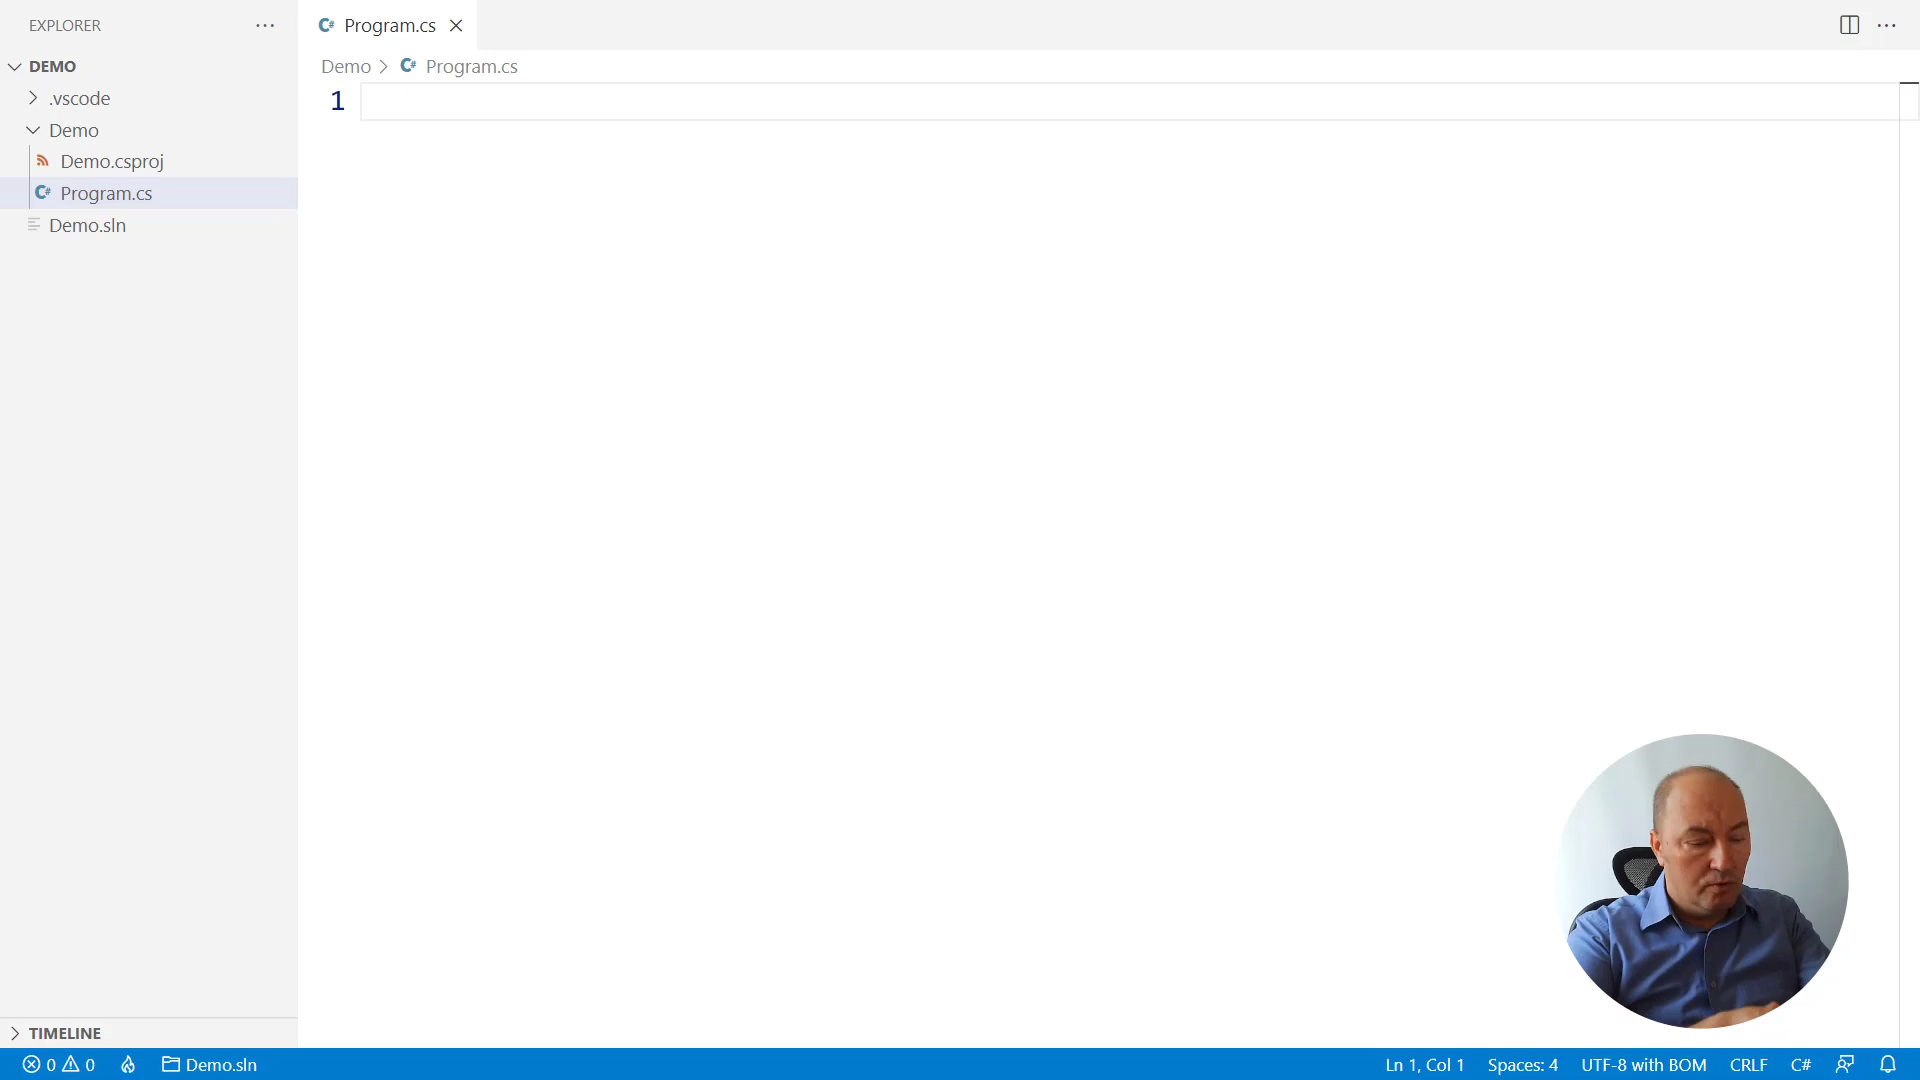 EXPLORER
DEMO
.vscode
Demo
Demo.csproj
Program.cs
Demo.sln
TIMELINE
Program.cs
Demo > Program.cs
1
0 0 Demo.sln Ln 1, Col 1 Spaces: 4 UTF-8 with BOM CRLF C#